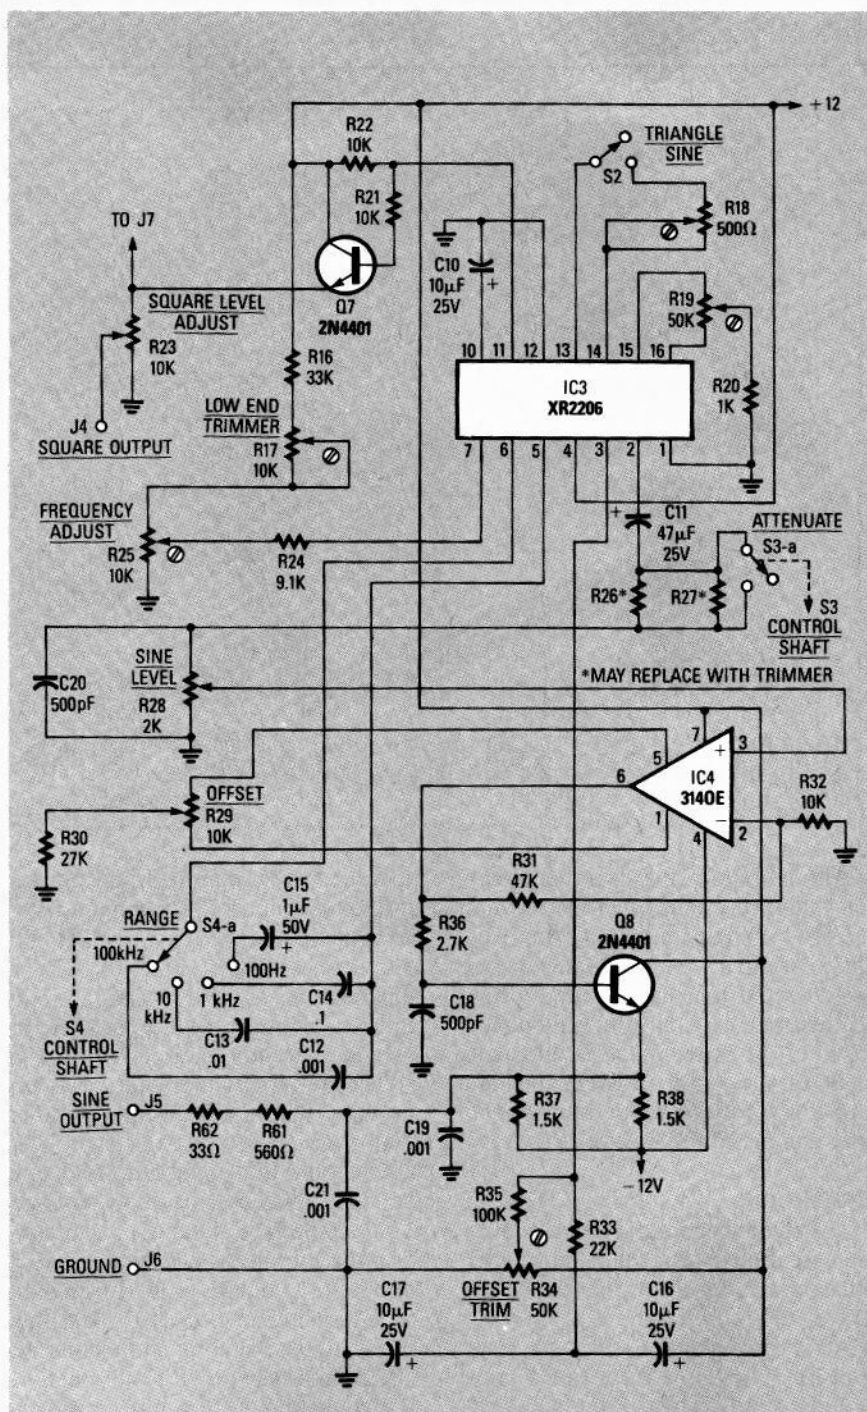 +12
R22
10K
TRIANGLE
SINE
S2
R21
10K
TO J7
R18
500Ω
C10
10μF
25V
+
Q7
2N4401
SQUARE LEVEL
ADJUST
R19
50K
R23
10K
R16
33K
10 11 12 13 14 15 16
IC3
XR2206
R20
1K
J4
SQUARE OUTPUT
LOW END
TRIMMER
R17
10K
7 6 5 4 3 2 1
FREQUENCY
ADJUST
R25
10K
R24
9.1K
+
C11
47μF
25V
ATTENUATE
S3-a
R26*
R27*
S3
CONTROL
SHAFT
C20
500pF
SINE
LEVEL
R28
2K
*MAY REPLACE WITH TRIMMER
7
+
3
5
6
IC4
3140E
R32
10K
1
4
−
2
OFFSET
R29
10K
R30
27K
R31
47K
RANGE
S4-a
C15
1μF
50V
+
100kHz
100Hz
10
kHz
1 kHz
C14
.1
C13
.01
C12
.001
S4
CONTROL
SHAFT
R36
2.7K
Q8
2N4401
C18
500pF
SINE
OUTPUT
J5
R62
33Ω
R61
560Ω
C19
.001
R37
1.5K
R38
1.5K
−12V
C21
.001
R35
100K
R33
22K
GROUND
J6
OFFSET
TRIM
R34
50K
C17
10μF
25V
+
C16
10μF
25V
+